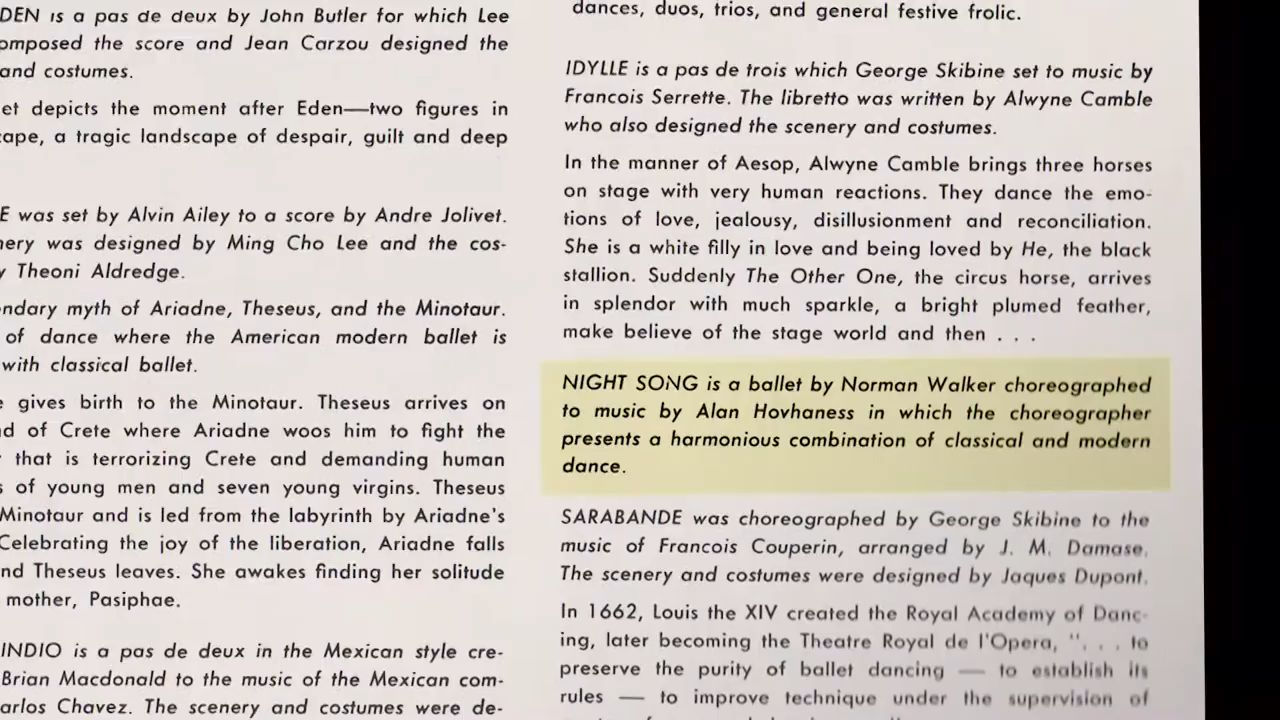 DEN is a pas de deux by John Butler for which Lee
omposed the score and Jean Carzou designed the
and costumes.
et depicts the moment after Eden—two figures in
cape, a tragic landscape of despair, guilt and deep
E was set by Alvin Ailey to a score by Andre Jolivet.
nery was designed by Ming Cho Lee and the cos-
y Theoni Aldredge.
ndary myth of Ariadne, Theseus, and the Minotaur.
of dance where the American modern ballet is
with classical ballet.
e gives birth to the Minotaur. Theseus arrives on
nd of Crete where Ariadne woos him to fight the
that is terrorizing Crete and demanding human
s of young men and seven young virgins. Theseus
Minotaur and is led from the labyrinth by Ariadne's
Celebrating the joy of the liberation, Ariadne falls
nd Theseus leaves. She awakes finding her solitude
mother, Pasiphae.
INDIO is a pas de deux in the Mexican style cre-
Brian Macdonald to the music of the Mexican com-
arlos Chavez. The scenery and costumes were de-
dances, duos, trios, and general festive frolic.
IDYLLE is a pas de trois which George Skibine set to music by
Francois Serrette. The libretto was written by Alwyne Camble
who also designed the scenery and costumes.
In the manner of Aesop, Alwyne Camble brings three horses
on stage with very human reactions. They dance the emo-
tions of love, jealousy, disillusionment and reconciliation.
She is a white filly in love and being loved by He, the black
stallion. Suddenly The Other One, the circus horse, arrives
in splendor with much sparkle, a bright plumed feather,
make believe of the stage world and then . . .
NIGHT SONG is a ballet by Norman Walker choreographed
to music by Alan Hovhaness in which the choreographer
presents a harmonious combination of classical and modern
dance.
SARABANDE was choreographed by George Skibine to the
music of Francois Couperin, arranged by J. M. Damase.
The scenery and costumes were designed by Jaques Dupont.
In 1662, Louis the XIV created the Royal Academy of Danc-
ing, later becoming the Theatre Royal de l'Opera, ". . . to
preserve the purity of ballet dancing — to establish its
rules — to improve technique under the supervision of